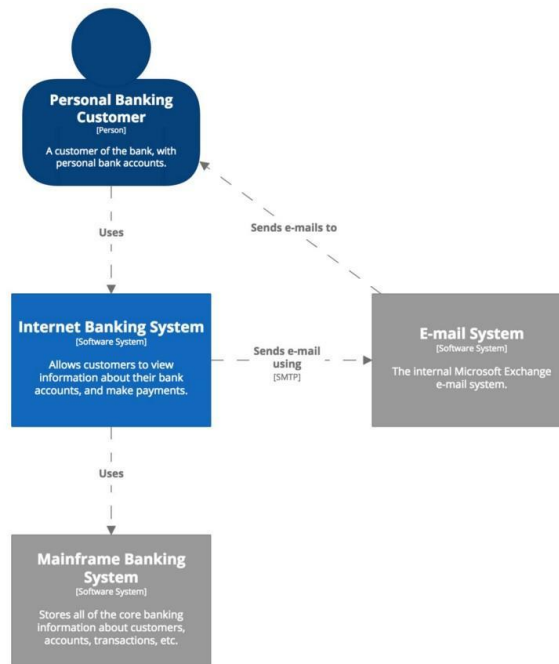 Personal Banking
Customer
[Person]
A customer of the bank, with
personal bank accounts.
Sends e-mails to
Uses
Internet Banking System
[Software System]
Allows customers to view
information about their bank
accounts, and make payments.
Sends e-mail
using
[SMTP]
E-mail System
[Software System]
The internal Microsoft Exchange
e-mail system.
Uses
Mainframe Banking
System
[Software System]
Stores all of the core banking
information about customers,
accounts, transactions, etc.